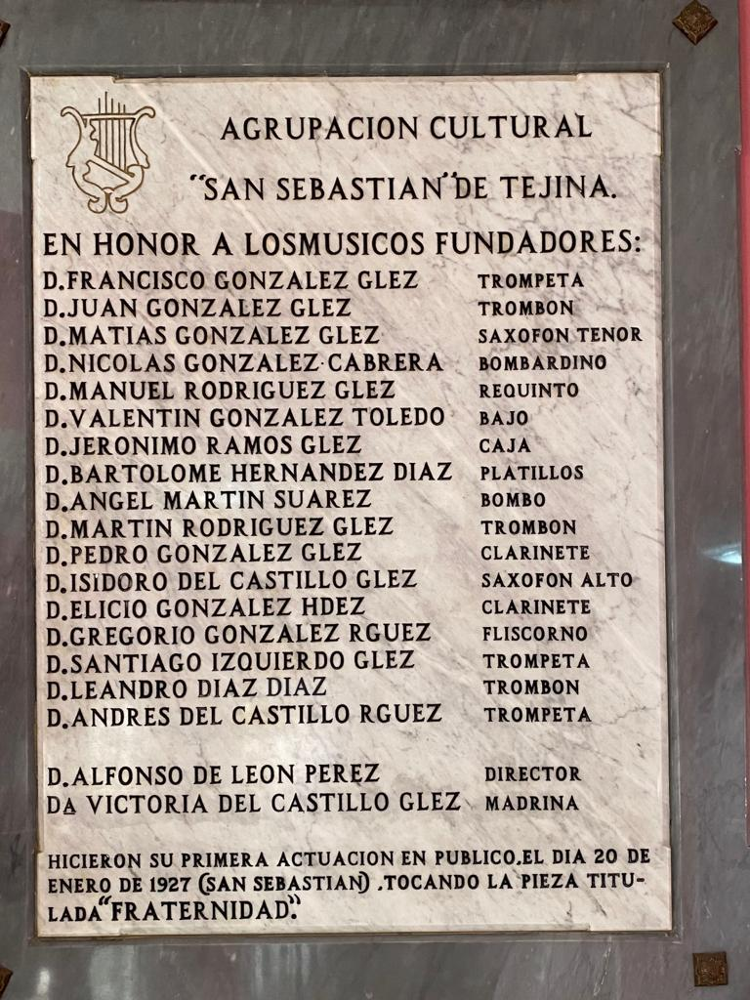 AGRUPACION CULTURAL
"SAN SEBASTIAN" DE TEJINA.
EN HONOR A LOSMUSICOS FUNDADORES:
D.FRANCISCO GONZALEZ GLEZ TROMPETA
D.JUAN GONZALEZ GLEZ TROMBON
D.MATIAS GONZALEZ GLEZ SAXOFON TENOR
D.NICOLAS GONZALEZ·CABRERA BOMBARDINO
D.MANUEL RODRIGUEZ GLEZ REQUINTO
D.VALENTIN GONZALEZ TOLEDO BAJO
D.JERONIMO RAMOS GLEZ CAJA
D.BARTOLOME HERNANDEZ DIAZ PLATILLOS
D.ANGEL MARTIN SUAREZ BOMBO
D.MARTIN RODRIGUEZ GLEZ TROMBON
D.PEDRO GONZALEZ GLEZ CLARINETE
D.ISIDORO DEL CASTILLO GLEZ SAXOFON ALTO
D.ELICIO GONZALEZ HDEZ CLARINETE
D.GREGORIO GONZALEZ RGUEZ FLISCORNO
D.SANTIAGO IZQUIERDO GLEZ TROMPETA
D.LEANDRO DIAZ DIAZ TROMBON
D.ANDRES DEL CASTILLO RGUEZ TROMPETA
D.ALFONSO DE LEON PEREZ DIRECTOR
DA VICTORIA DEL CASTILLO GLEZ MADRINA
HICIERON SU PRIMERA ACTUACION EN PUBLICO.EL DIA 20 DE
ENERO DE 1927 (SAN SEBASTIAN) .TOCANDO LA PIEZA TITU-
LADA "FRATERNIDAD".